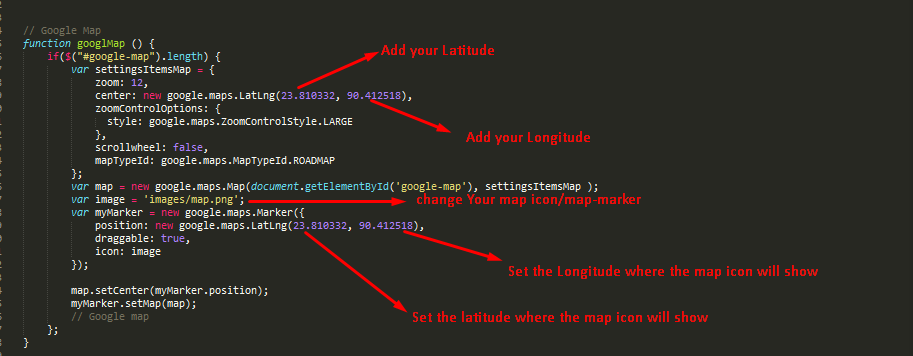 // Google Map
function googlMap () {
if($("#google-map").length) {
Add your Latitude
var settingsItemsMap = {
zoom: 12,
center: new google.maps.LatLng(23.810332, 90.412518),
zoomControlOptions: {
style: google.maps.ZoomControlStyle.LARGE
},
Add your Longitude
scrollwheel: false,
mapTypeId: google.maps.MapTypeId.ROADMAP
};
var map = new google.maps.Map(document.getElementById('google-map'), settingsItemsMap );
var image = 'images/map.png';
change Your map icon/map-marker
var myMarker = new google.maps.Marker({
position: new google.maps.LatLng(23.810332, 90.412518),
draggable: true,
icon: image
});
Set the Longitude where the map icon will show
map.setCenter(myMarker.position);
myMarker.setMap(map);
// Google map
Set the latitude where the map icon will show
};
}